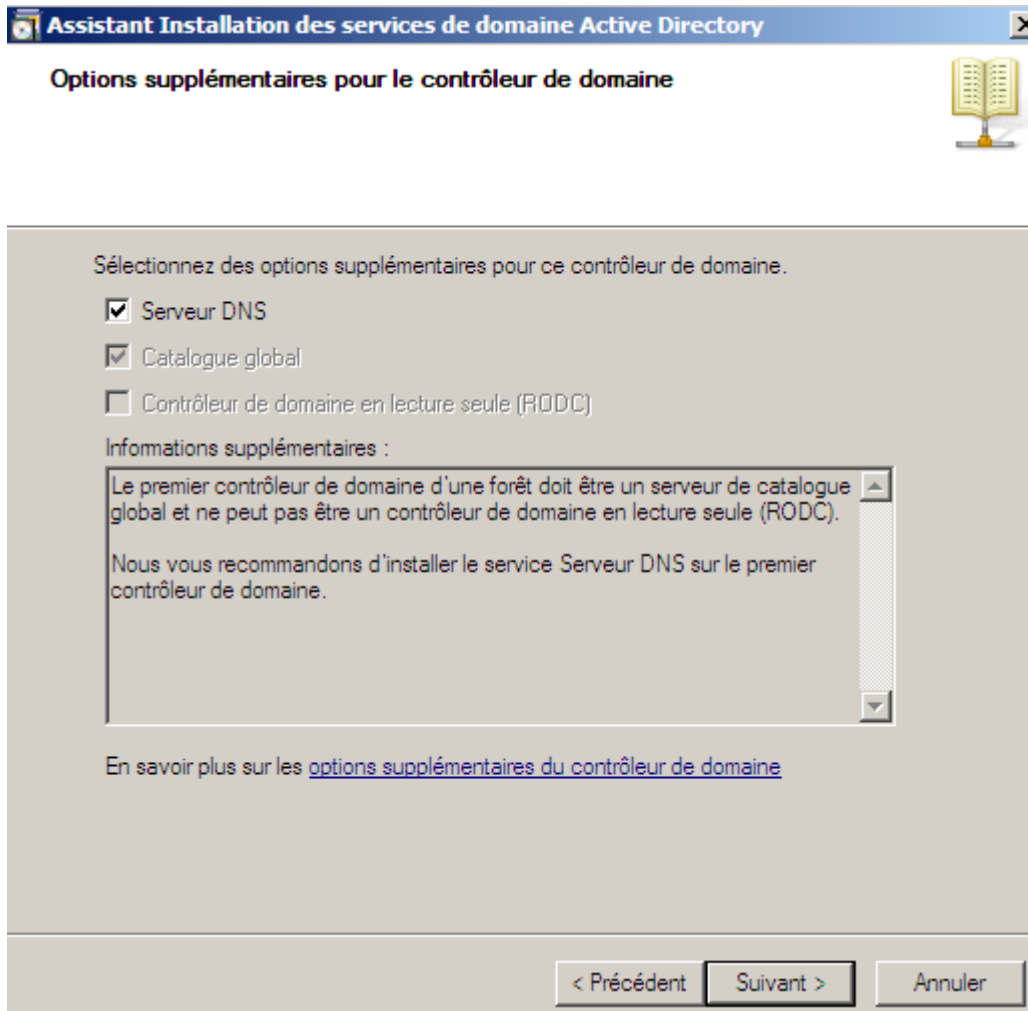 Assistant Installation des services de domaine Active Directory
Options supplémentaires pour le contrôleur de domaine
Sélectionnez des options supplémentaires pour ce contrôleur de domaine.
Serveur DNS
Catalogue global
Contrôleur de domaine en lecture seule (RODC)
Informations supplémentaires :
Le premier contrôleur de domaine d'une forêt doit être un serveur de catalogue
global et ne peut pas être un contrôleur de domaine en lecture seule (RODC).
Nous vous recommandons d'installer le service Serveur DNS sur le premier
contrôleur de domaine.
En savoir plus sur les options supplémentaires du contrôleur de domaine
< Précédent Suivant > Annuler